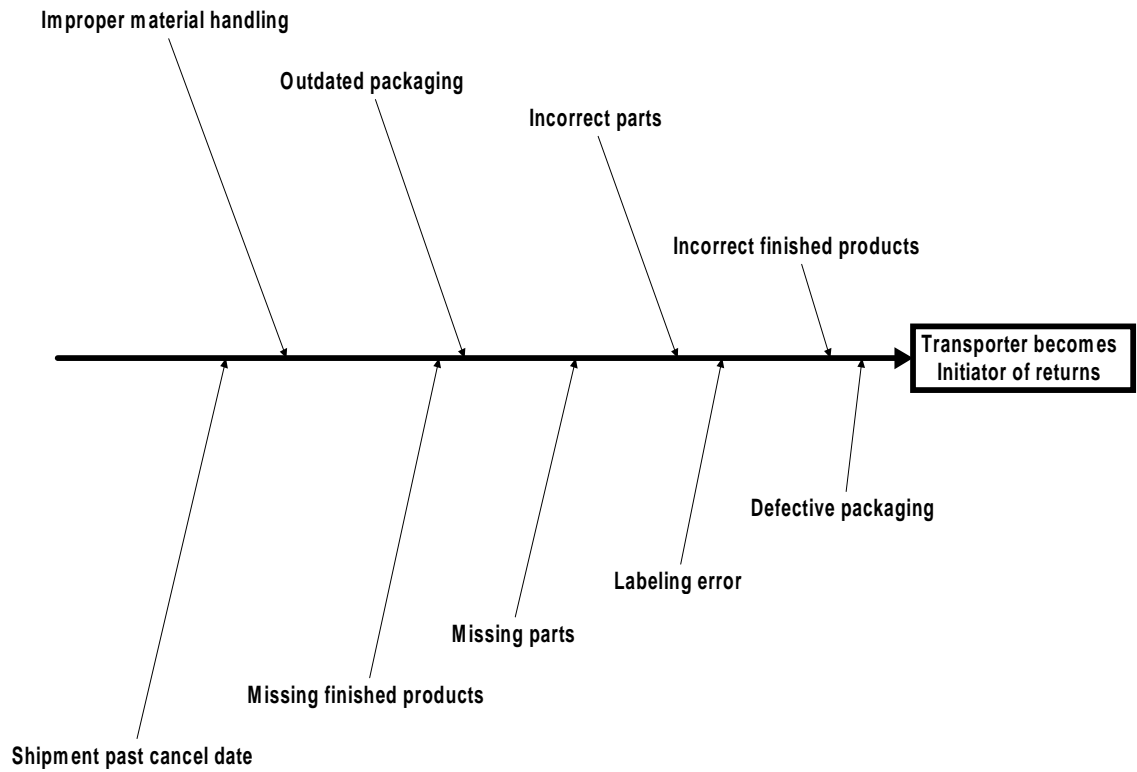 Improper material handling
Outdated packaging
Incorrect parts
Incorrect finished products
Transporter becomes
Initiator of returns
Defective packaging
Labeling error
Missing parts
Missing finished products
Shipment past cancel date